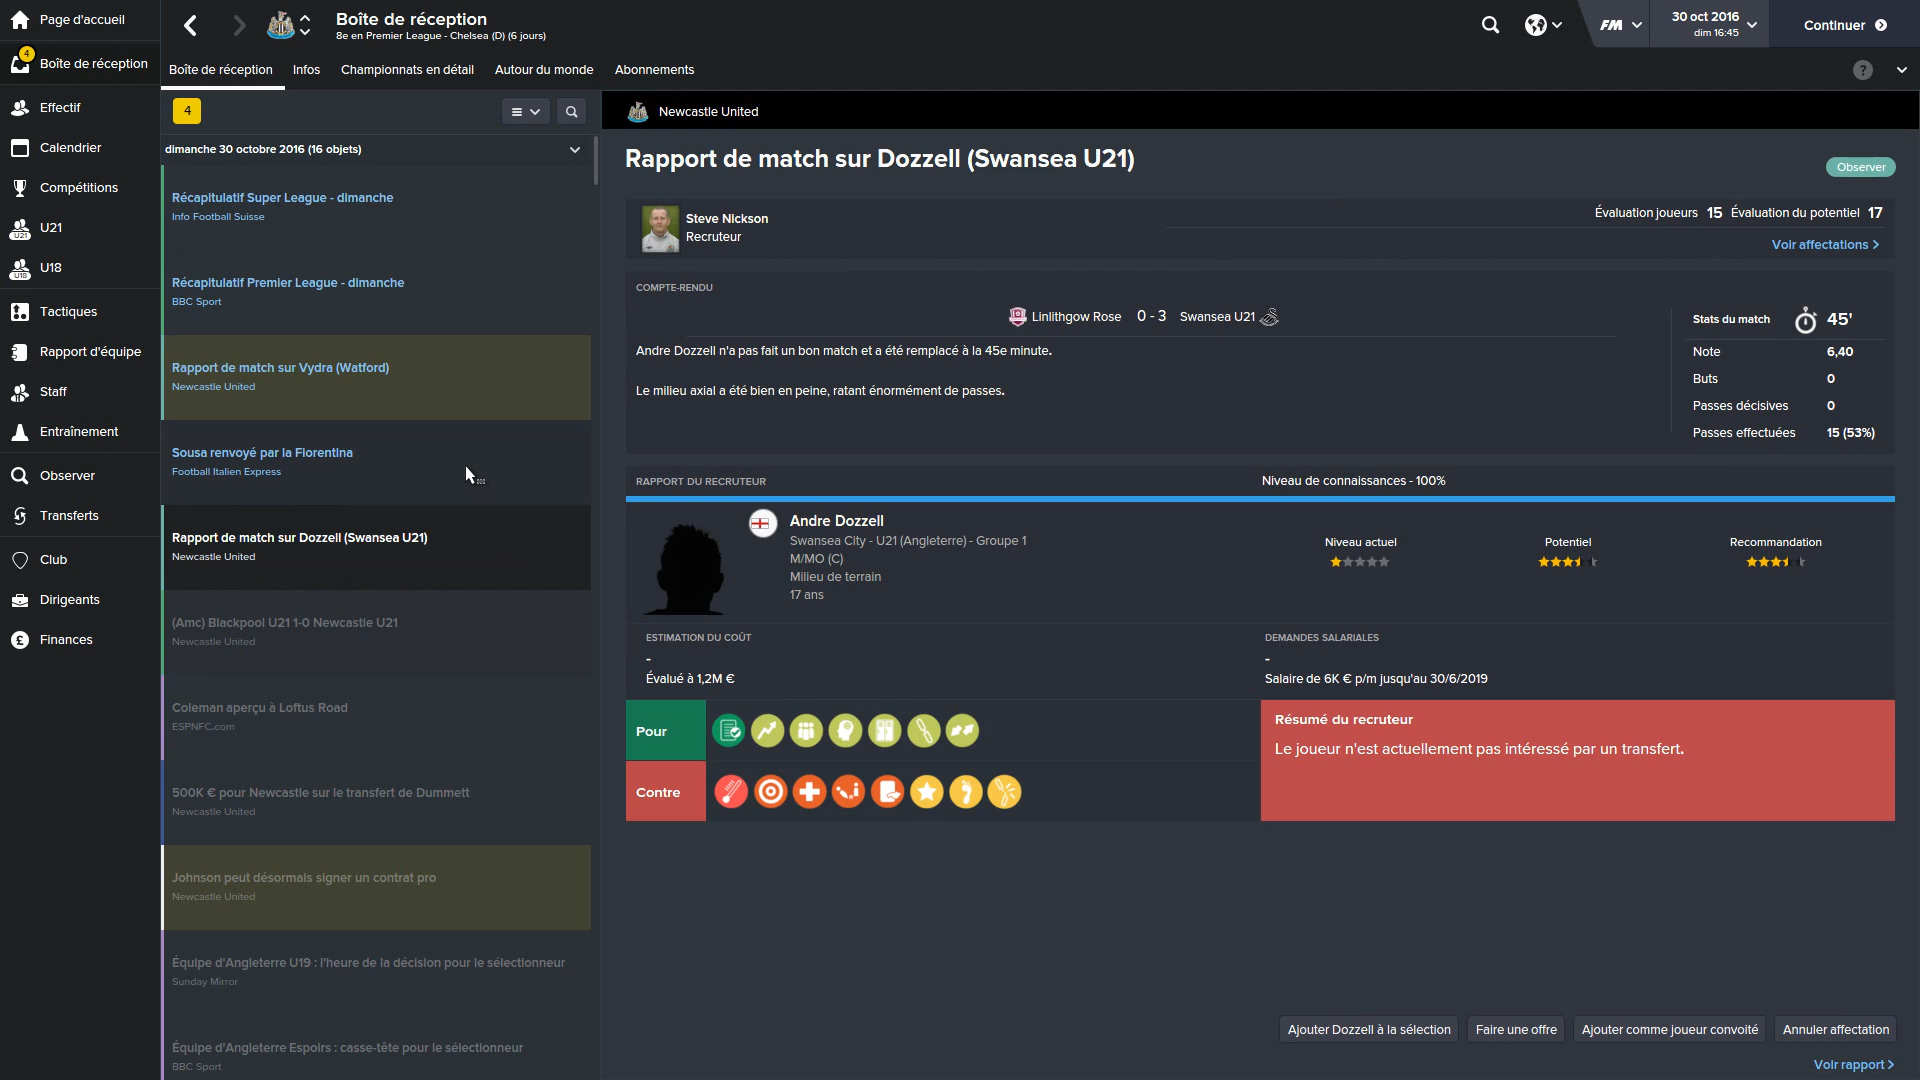 Page d'accueil
4
Boîte de réception
Effectif
Calendrier
Compétitions
U21
U21
U18
U18
Tactiques
Rapport d'équipe
Staff
Entraînement
Observer
Transferts
Club
Dirigeants
Finances
Boîte de réception
8e en Premier League - Chelsea (D) (6 jours)
FM
30 oct 2016
dim 16:45
Continuer
Boîte de réception
Infos
Championnats en détail
Autour du monde
Abonnements
?
4
dimanche 30 octobre 2016 (16 objets)
Récapitulatif Super League - dimanche
Info Football Suisse
Récapitulatif Premier League - dimanche
BBC Sport
Rapport de match sur Vydra (Watford)
Newcastle United
Sousa renvoyé par la Fiorentina
Football Italien Express
Rapport de match sur Dozzell (Swansea U21)
Newcastle United
(Amc) Blackpool U21 1-0 Newcastle U21
Newcastle United
Coleman aperçu à Loftus Road
ESPNFC.com
500K € pour Newcastle sur le transfert de Dummett
Newcastle United
Johnson peut désormais signer un contrat pro
Newcastle United
Équipe d'Angleterre U19 : l'heure de la décision pour le sélectionneur
Sunday Mirror
Équipe d'Angleterre Espoirs : casse-tête pour le sélectionneur
BBC Sport
Newcastle United
Rapport de match sur Dozzell (Swansea U21)
Observer
Steve Nickson
Recruteur
Évaluation joueurs 15 Évaluation du potentiel 17
Voir affectations >
COMPTE-RENDU
Linlithgow Rose 0 - 3 Swansea U21
Andre Dozzell n'a pas fait un bon match et a été remplacé à la 45e minute.
Le milieu axial a été bien en peine, ratant énormément de passes.
Stats du match 45'
Note 6,40
Buts 0
Passes décisives 0
Passes effectuées 15 (53%)
RAPPORT DU RECRUTEUR
Niveau de connaissances - 100%
Andre Dozzell
Swansea City - U21 (Angleterre) - Groupe 1
M/MO (C)
Milieu de terrain
17 ans
Niveau actuel
Potentiel
Recommandation
ESTIMATION DU COÛT
-
Évalué à 1,2M €
DEMANDES SALARIALES
-
Salaire de 6K € p/m jusqu'au 30/6/2019
Pour
Contre
Résumé du recruteur
Le joueur n'est actuellement pas intéressé par un transfert.
Ajouter Dozzell à la sélection
Faire une offre
Ajouter comme joueur convoité
Annuler affectation
Voir rapport >